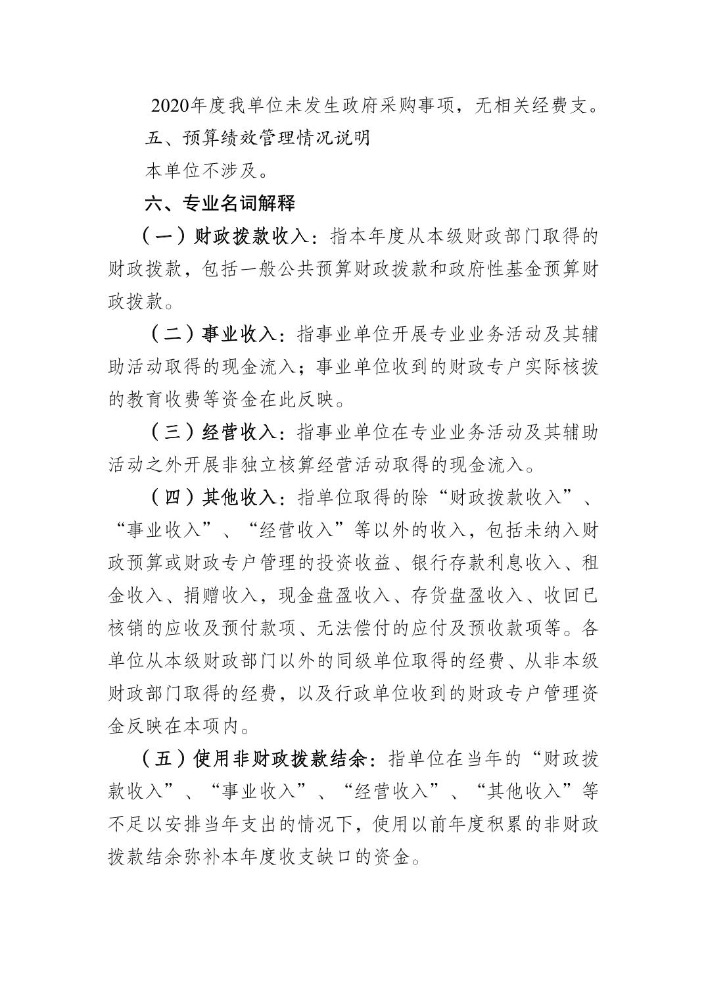 2020年度我单位未发生政府采购事项，无相关经费支。
五、预算绩效管理情况说明
本单位不涉及。
六、专业名词解释
（一）财政拨款收入：指本年度从本级财政部门取得的
财政拨款，包括一般公共预算财政拨款和政府性基金预算财
政拨款。
（二）事业收入：指事业单位开展专业业务活动及其辅
助活动取得的现金流入；事业单位收到的财政专户实际核拨
的教育收费等资金在此反映。
（三）经营收入：指事业单位在专业业务活动及其辅助
活动之外开展非独立核算经营活动取得的现金流入。
（四）其他收入：指单位取得的除“财政拨款收入”、
“事业收入”、“经营收入”等以外的收入，包括未纳入财
政预算或财政专户管理的投资收益、银行存款利息收入、租
金收入、捐赠收入，现金盘盈收入、存货盘盈收入、收回已
核销的应收及预付款项、无法偿付的应付及预收款项等。各
单位从本级财政部门以外的同级单位取得的经费、从非本级
财政部门取得的经费，以及行政单位收到的财政专户管理资
金反映在本项内。
（五）使用非财政拨款结余：指单位在当年的“财政拨
款收入”、“事业收入”、“经营收入”、“其他收入”等
不足以安排当年支出的情况下，使用以前年度积累的非财政
拨款结余弥补本年度收支缺口的资金。